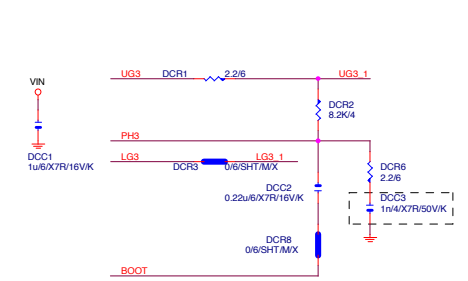 UG3 DCR1 2.2/6 UG3_1
VIN
DCR2
8.2K/4
PH3
DCC1
1u/6/X7R/16V/K
LG3 DCR3 0/6/SHT/M/X LG3_1
DCR6
2.2/6
DCC2
0.22u/6/X7R/16V/K
DCC3
1n/4/X7R/50V/K
DCR8
0/6/SHT/M/X
BOOT